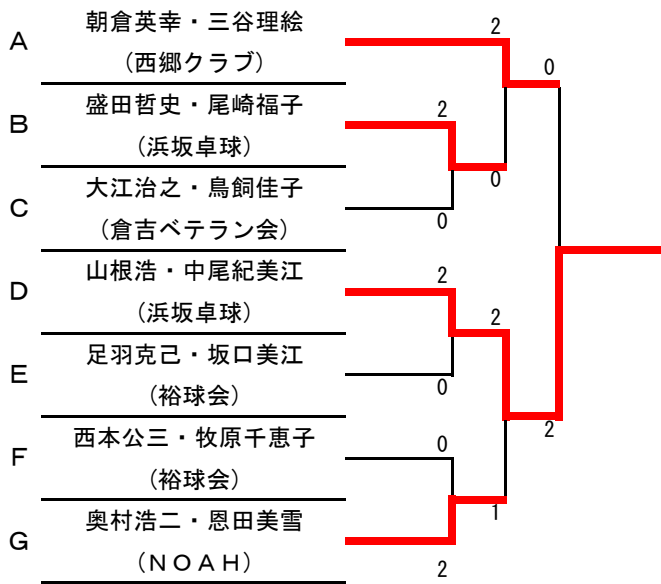 A
朝倉英幸・三谷理絵
(西郷クラブ)
2
0
B
盛田哲史・尾崎福子
(浜坂卓球)
2
0
C
大江治之・鳥飼佳子
(倉吉ベテラン会)
0
D
山根浩・中尾紀美江
(浜坂卓球)
2
2
E
足羽克己・坂口美江
(裕球会)
0
2
F
西本公三・牧原千恵子
(裕球会)
0
G
奥村浩二・恩田美雪
(NOAH)
1
2